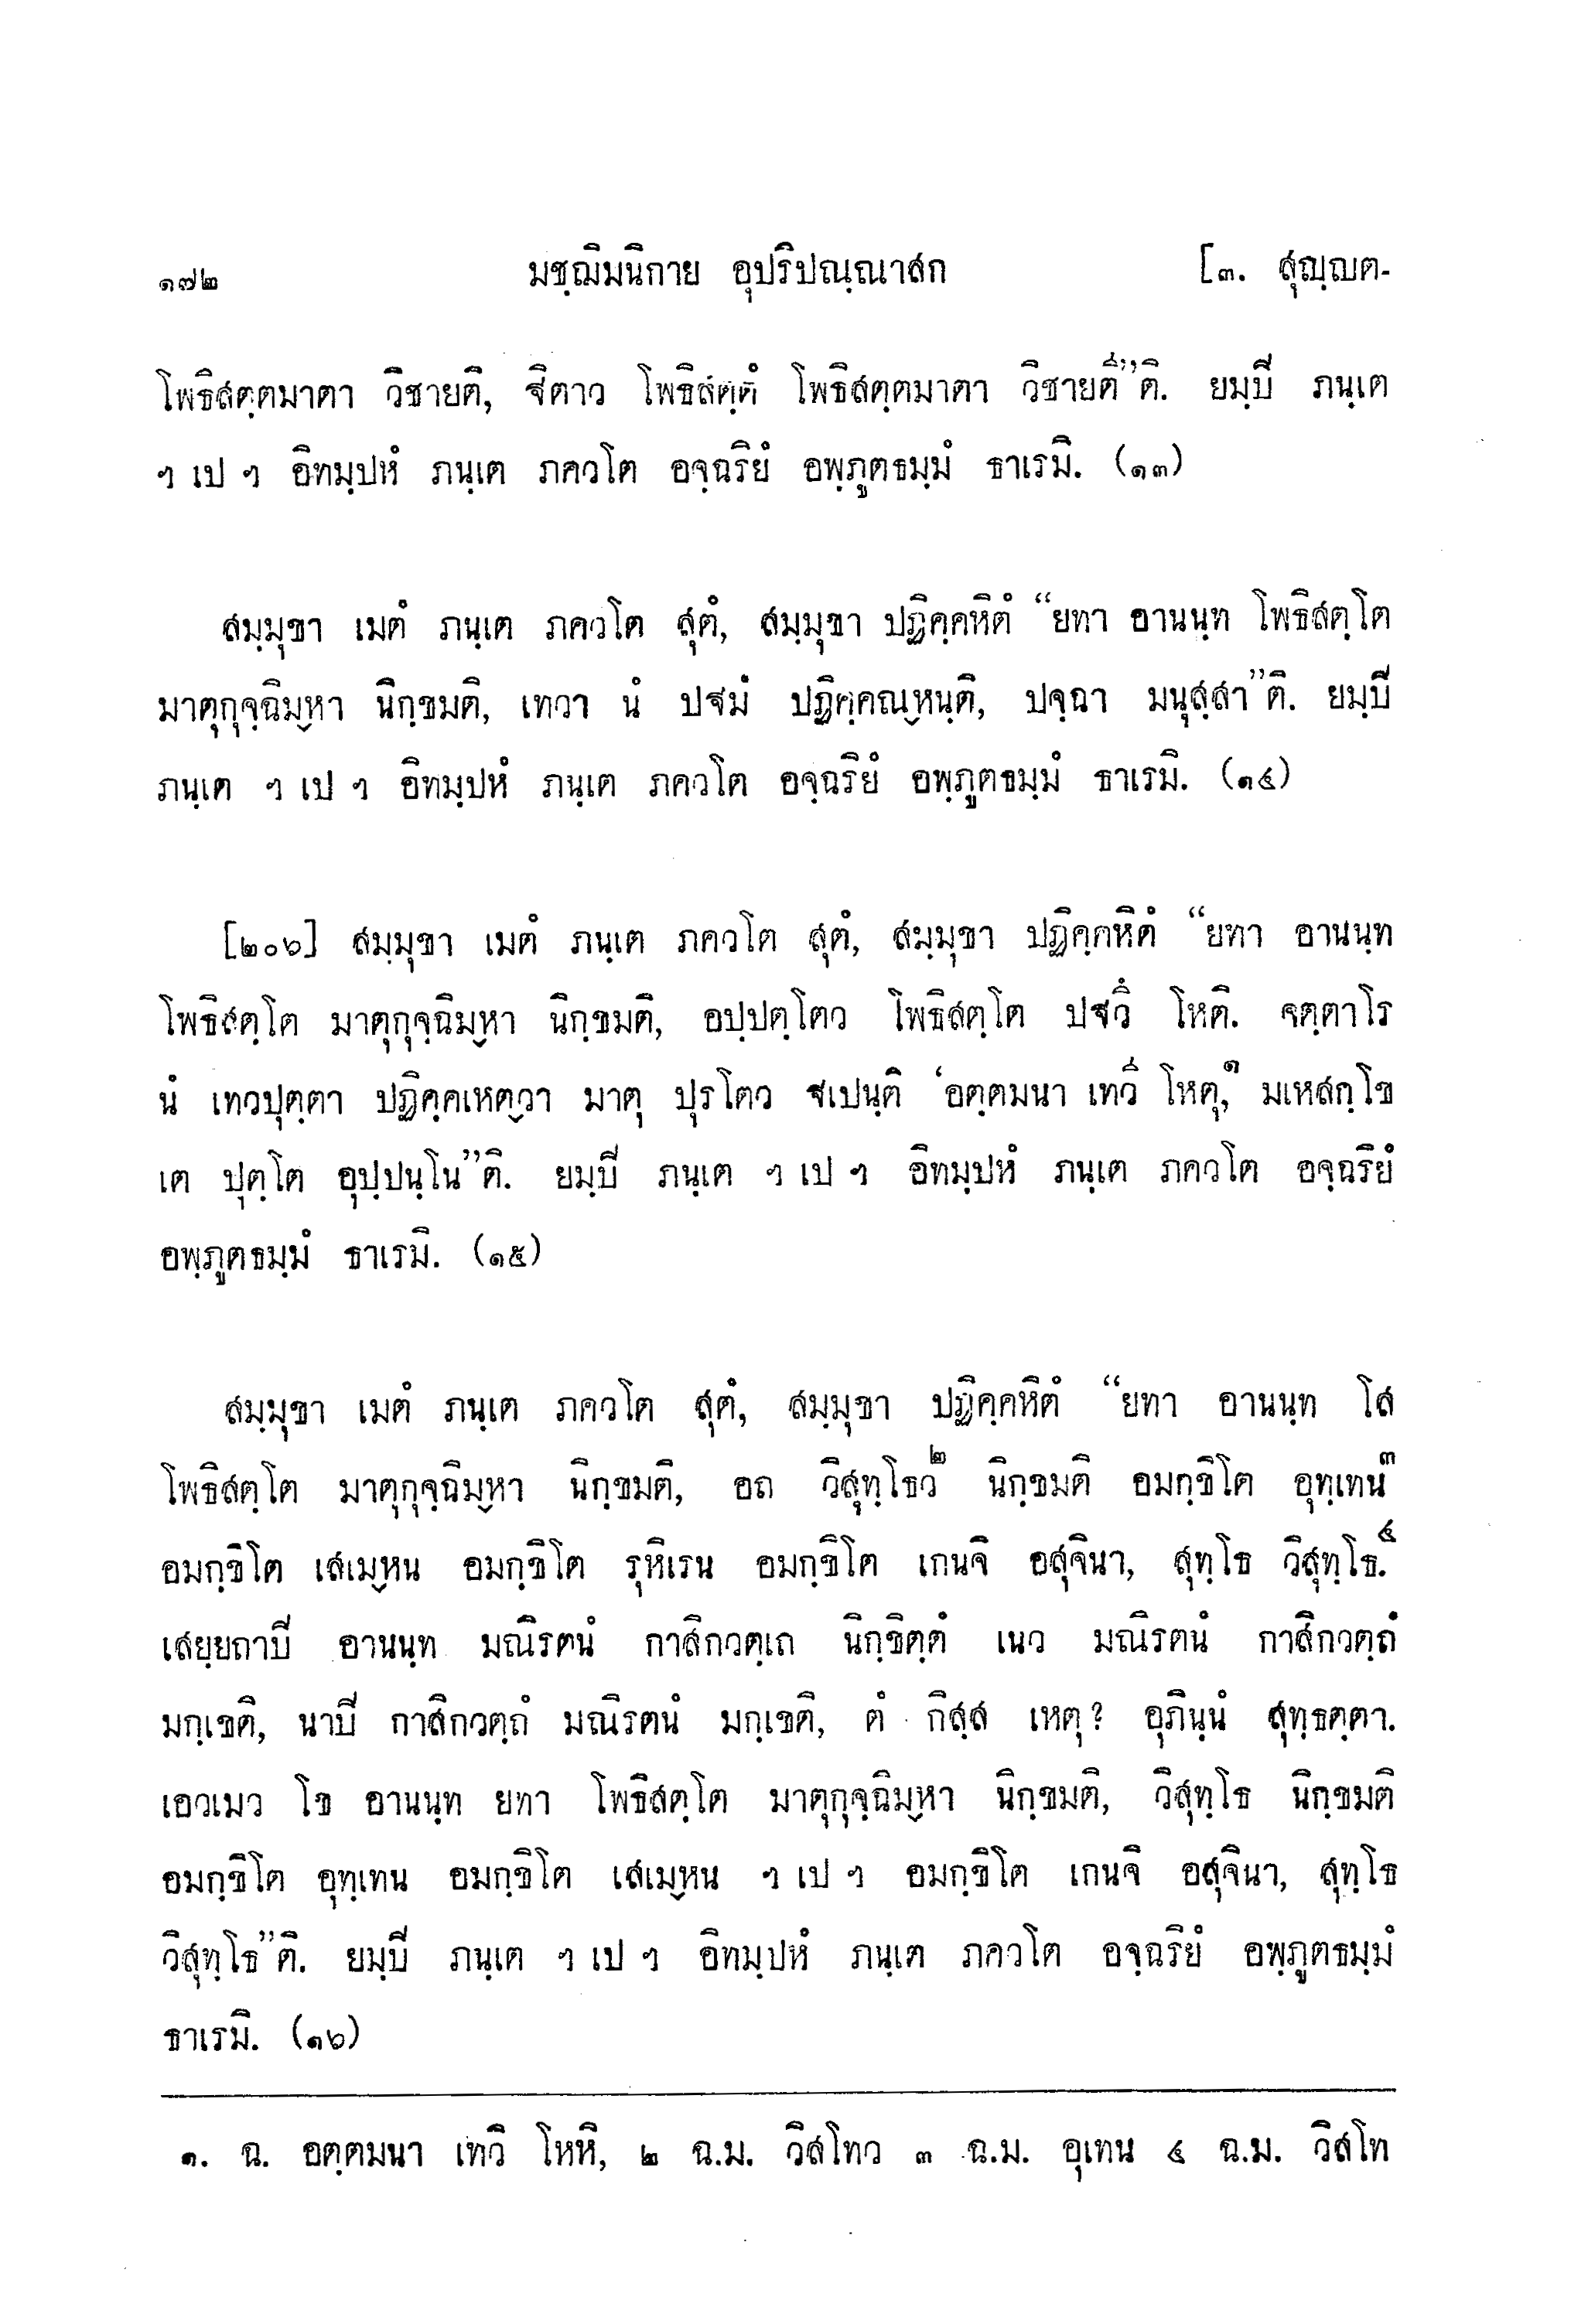 ๑๗๒ มชฺฌิมนิกาย อุปริปณฺณาสก [๓. สุญฺญต-
โพธิสตฺตมาตา วิชายติ, ฐิตาว โพธิสตฺตํ โพธิสตฺตมาตา วิชายตี”ติ. ยมฺปิ ภนฺเต
ฯ เป ฯ อิทมฺปหํ ภนฺเต ภควโต อจฺฉริยํ อพฺภูตธมฺมํ ธาเรมิ. (๑๓)
สมฺมุขา เมตํ ภนฺเต ภควโต สุตํ, สมฺมุขา ปฏิคฺคหิตํ “ยทา อานนฺท โพธิสตฺโต
มาตุกุจฺฉิมฺหา นิกฺขมติ, เทวา นํ ปฐมํ ปฏิคฺคณฺหนฺติ, ปจฺฉา มนุสฺสา”ติ. ยมฺปิ
ภนฺเต ฯ เป ฯ อิทมฺปหํ ภนฺเต ภควโต อจฺฉริยํ อพฺภูตธมฺมํ ธาเรมิ. (๑๔)
[๒๐๖] สมฺมุขา เมตํ ภนฺเต ภควโต สุตํ, สมฺมุขา ปฏิคฺคหิตํ “ยทา อานนฺท
โพธิสตฺโต มาตุกุจฺฉิมฺหา นิกฺขมติ, อปฺปตฺโตว โพธิสตฺโต ปฐวึ โหติ. จตฺตาโร
นํ เทวปุตฺตา ปฏิคฺคเหตฺวา มาตุ ปุรโตว ฐเปนฺติ ‘อตฺตมนา เทวี โหตุ,๑ มเหสกฺโข
เต ปุตฺโต อุปฺปนฺโน”ติ. ยมฺปิ ภนฺเต ฯ เป ฯ อิทมฺปหํ ภนฺเต ภควโต อจฺฉริยํ
อพฺภูตธมฺมํ ธาเรมิ. (๑๕)
สมฺมุขา เมตํ ภนฺเต ภควโต สุตํ, สมฺมุขา ปฏิคฺคหิตํ “ยทา อานนฺท โส
โพธิสตฺโต มาตุกุจฺฉิมฺหา นิกฺขมติ, อถ วิสุทฺโธว๒ นิกฺขมติ อมกฺขิโต อุทฺเทน๓
อมกฺขิโต เสเมฺหน อมกฺขิโต รุหิเรน อมกฺขิโต เกนจิ อสุจินา, สุทฺโธ วิสุทฺโธ.๔
เสยฺยถาปิ อานนฺท มณิรตนํ กาสิกวตฺเถ นิกฺขิตฺตํ เนว มณิรตนํ กาสิกวตฺถํ
มกฺเขติ, นาปิ กาสิกวตฺถํ มณิรตนํ มกฺเขติ, ตํ กิสฺส เหตุ? อุภินฺนํ สุทฺธตฺตา.
เอวเมว โข อานนฺท ยทา โพธิสตฺโต มาตุกุจฺฉิมฺหา นิกฺขมติ, วิสุทฺโธ นิกฺขมติ
อมกฺขิโต อุทฺเทน อมกฺขิโต เสเมฺหน ฯ เป ฯ อมกฺขิโต เกนจิ อสุจินา, สุทฺโธ
วิสุทฺโธ”ติ. ยมฺปิ ภนฺเต ฯ เป ฯ อิทมฺปหํ ภนฺเต ภควโต อจฺฉริยํ อพฺภูตธมฺมํ
ธาเรมิ. (๑๖)
๑. ฉ. อตฺตมนา เทวิ โหหิ, ๒ ฉ.ม. วิสโทว ๓ ฉ.ม. อุเทน ๔ ฉ.ม. วิสโท